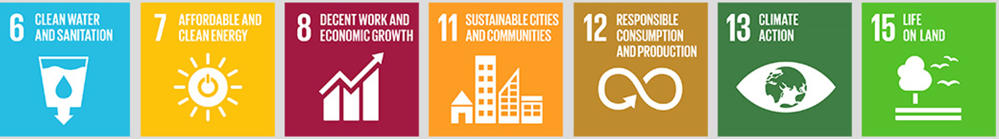 6 CLEAN WATER
AND SANITATION
7 AFFORDABLE AND
CLEAN ENERGY
8 DECENT WORK AND
ECONOMIC GROWTH
11 SUSTAINABLE CITIES
AND COMMUNITIES
12 RESPONSIBLE
CONSUMPTION
AND PRODUCTION
13 CLIMATE
ACTION
15 LIFE
ON LAND